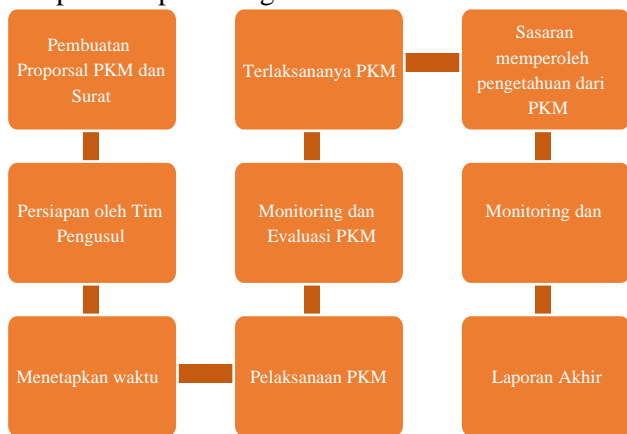 Pembuatan
Proporsal PKM dan
Surat
Persiapan oleh Tim
Pengusul
Menetapkan waktu
Pelaksanaan PKM
Monitoring dan
Evaluasi PKM
Terlaksananya PKM
Sasaran
memperoleh
pengetahuan dari
PKM
Monitoring dan
Laporan Akhir